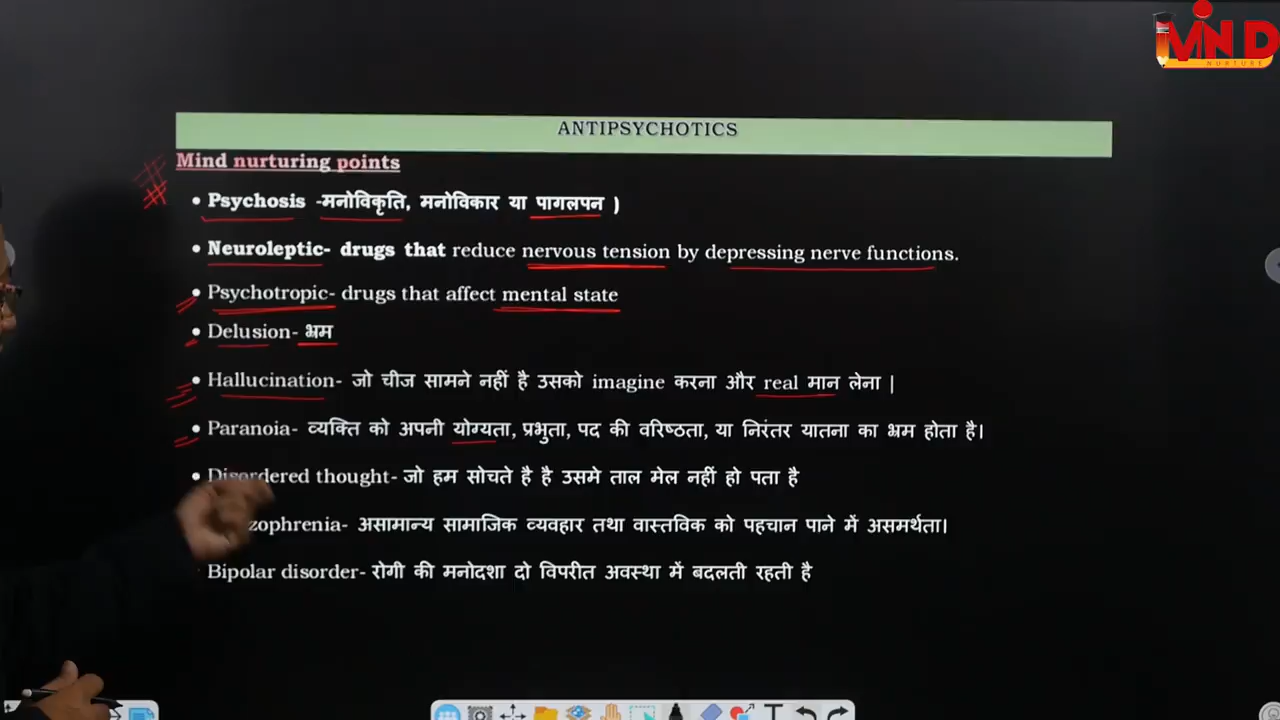 MIND
NURTURE
ANTIPSYCHOTICS
Mind nurturing points
• Psychosis -मनोविकृति, मनोविकार या पागलपन )
• Neuroleptic- drugs that reduce nervous tension by depressing nerve functions.
• Psychotropic- drugs that affect mental state
• Delusion- भ्रम
• Hallucination- जो चीज सामने नहीं है उसको imagine करना और real मान लेना |
• Paranoia- व्यक्ति को अपनी योग्यता, प्रभुता, पद की वरिष्ठता, या निरंतर यातना का भ्रम होता है।
• Disordered thought- जो हम सोचते है है उसमे ताल मेल नहीं हो पता है
zophrenia- असामान्य सामाजिक व्यवहार तथा वास्तविक को पहचान पाने में असमर्थता।
Bipolar disorder- रोगी की मनोदशा दो विपरीत अवस्था में बदलती रहती है